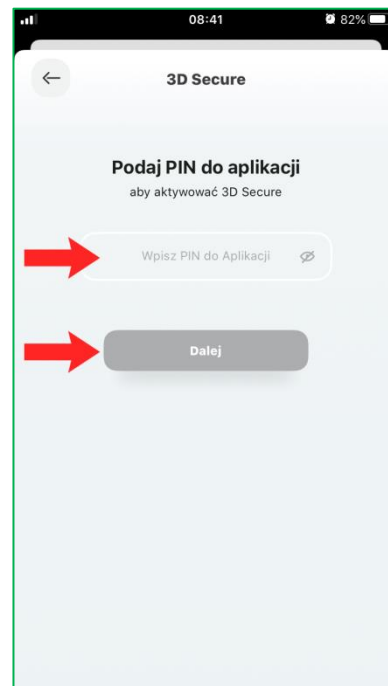 08:41
82%
3D Secure
Podaj PIN do aplikacji
aby aktywować 3D Secure
Wpisz PIN do Aplikacji
Dalej